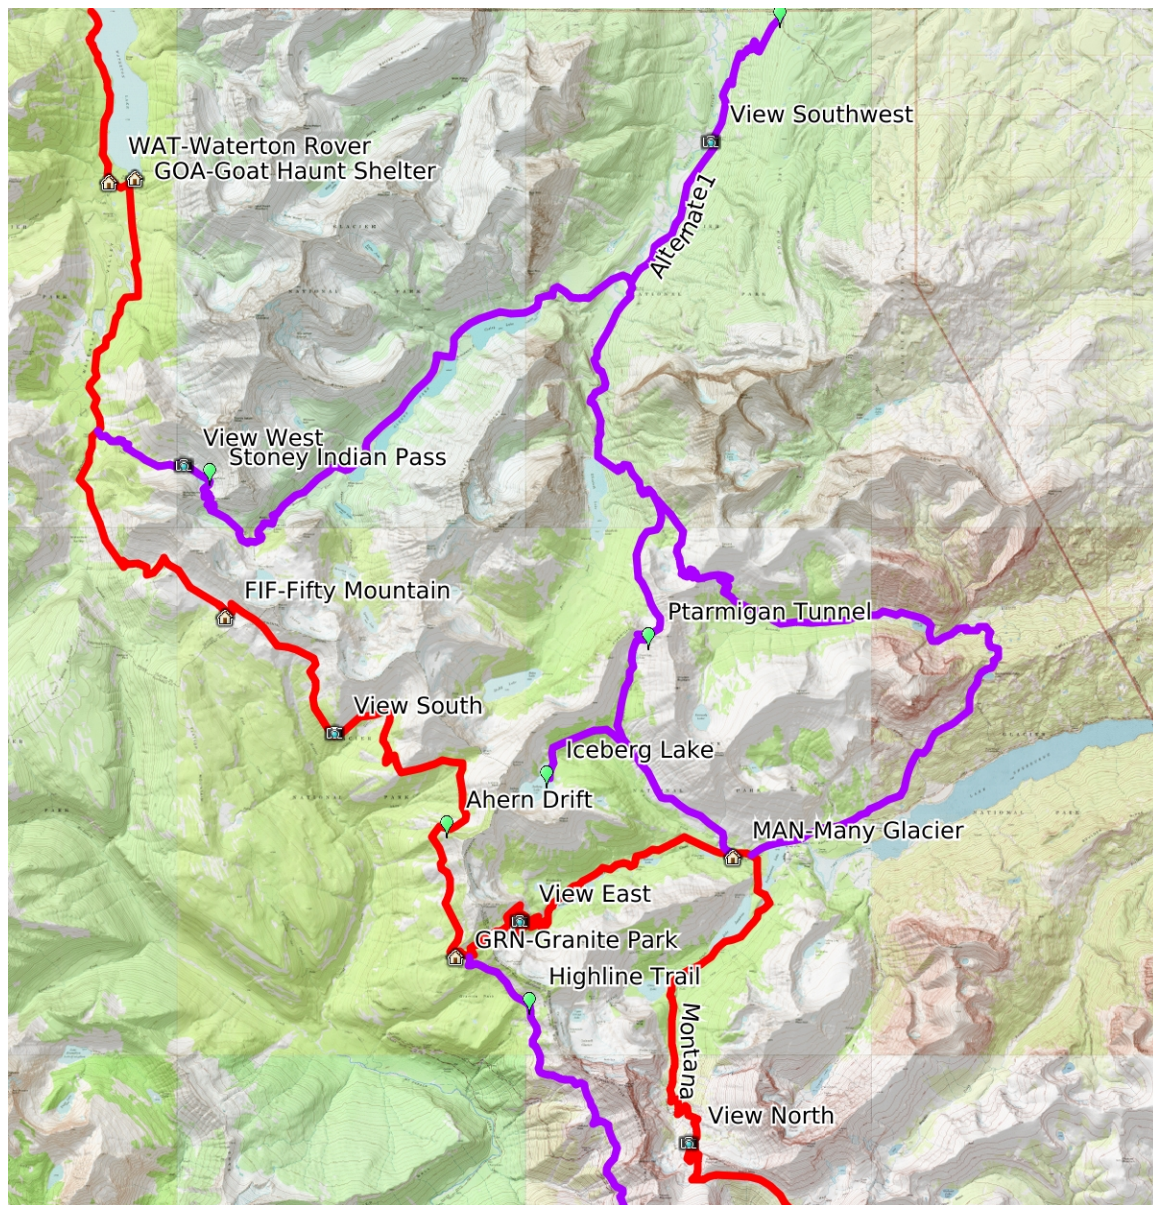 View Southwest
WAT-Waterton Rover
GOA-Goat Haunt Shelter
Alternate1
View West
Stoney Indian Pass
FIF-Fifty Mountain
Ptarmigan Tunnel
View South
Iceberg Lake
Ahern Drift
MAN-Many Glacier
View East
GRN-Granite Park
Highline Trail
Montana
View North